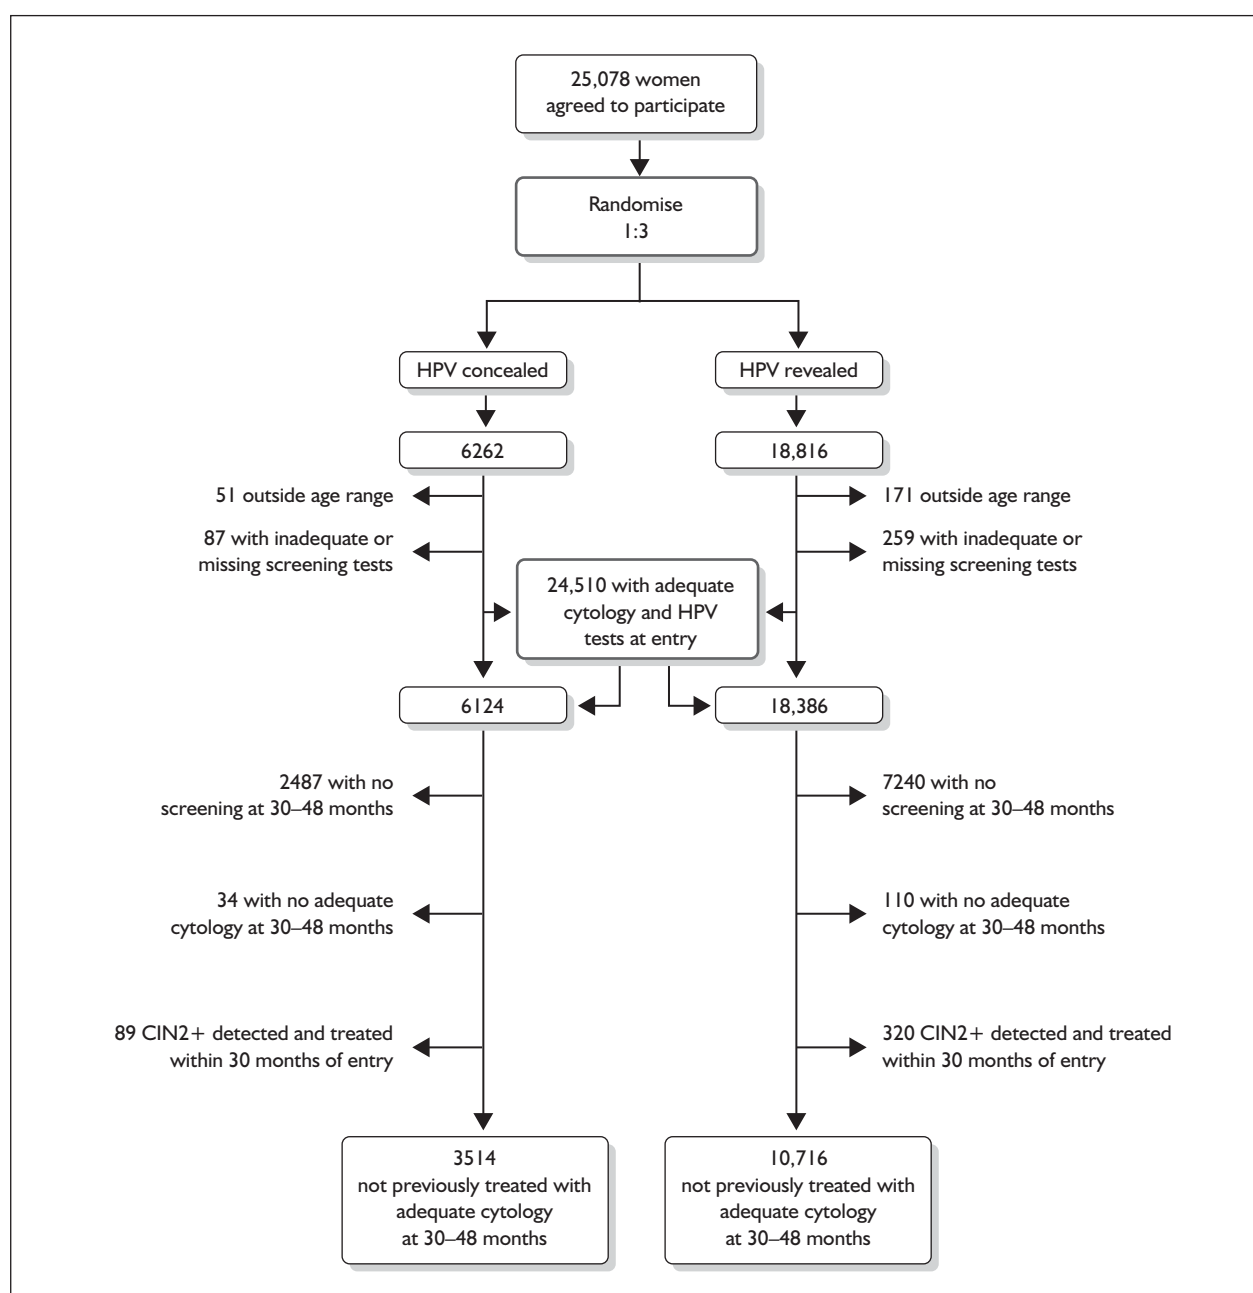 25,078 women
agreed to participate
Randomise
1:3
HPV concealed
HPV revealed
6262
18,816
51 outside age range
171 outside age range
87 with inadequate or
missing screening tests
259 with inadequate or
missing screening tests
24,510 with adequate
cytology and HPV
tests at entry
6124
18,386
2487 with no
screening at 30–48 months
7240 with no
screening at 30–48 months
34 with no adequate
cytology at 30–48 months
110 with no adequate
cytology at 30–48 months
89 CIN2+ detected and treated
within 30 months of entry
320 CIN2+ detected and treated
within 30 months of entry
3514
not previously treated with
adequate cytology
at 30–48 months
10,716
not previously treated with
adequate cytology
at 30–48 months